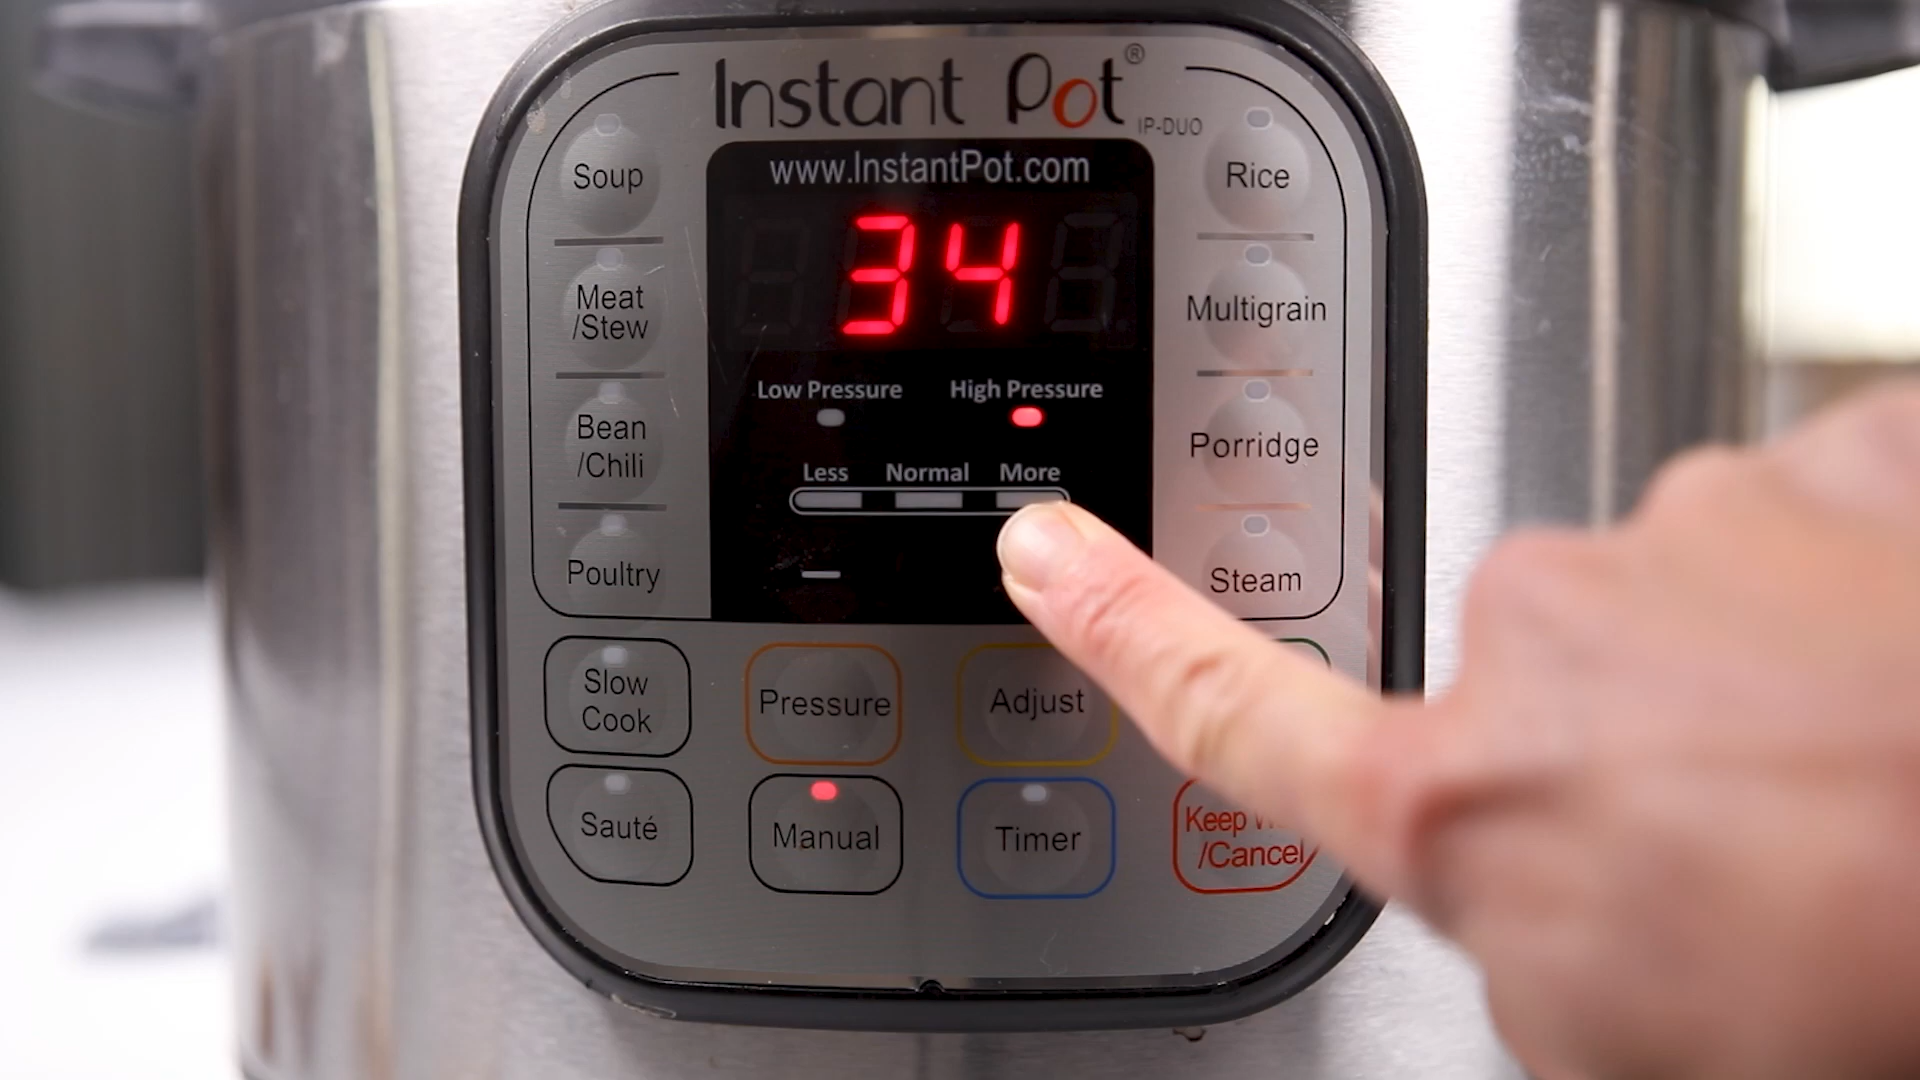 Instant Pot®
IP-DUO
www.InstantPot.com
34
Low Pressure
High Pressure
Less
Normal
More
Soup
Meat
/Stew
Bean
/Chili
Poultry
Rice
Multigrain
Porridge
Steam
Slow
Cook
Pressure
Adjust
Sauté
Manual
Timer
Keep
/Cancel